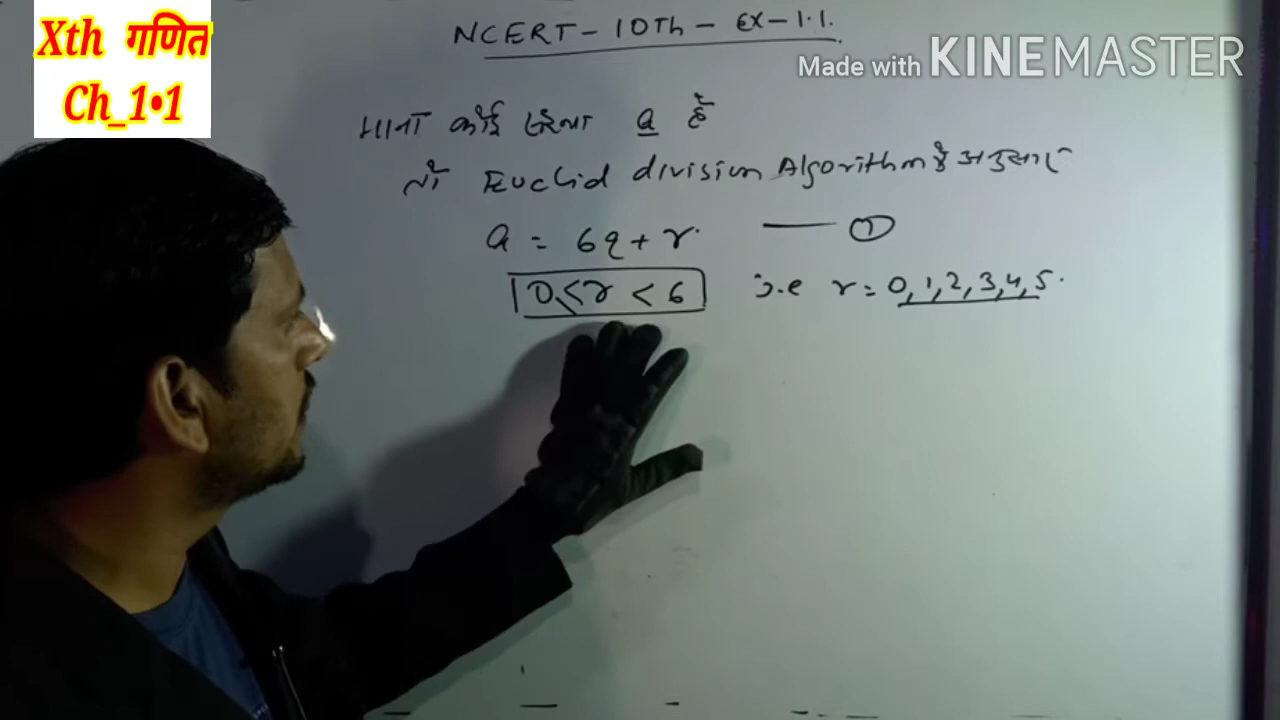 Xth गणित
Ch_1•1
Made with KINEMASTER
NCERT - 10Th - Ex-1.1.
माना कोई संख्या a है
तो Euclid division Algorithm के अनुसार
a = 6q + r. —— ①
0 ≤ r < 6 i.e r = 0, 1, 2, 3, 4, 5.